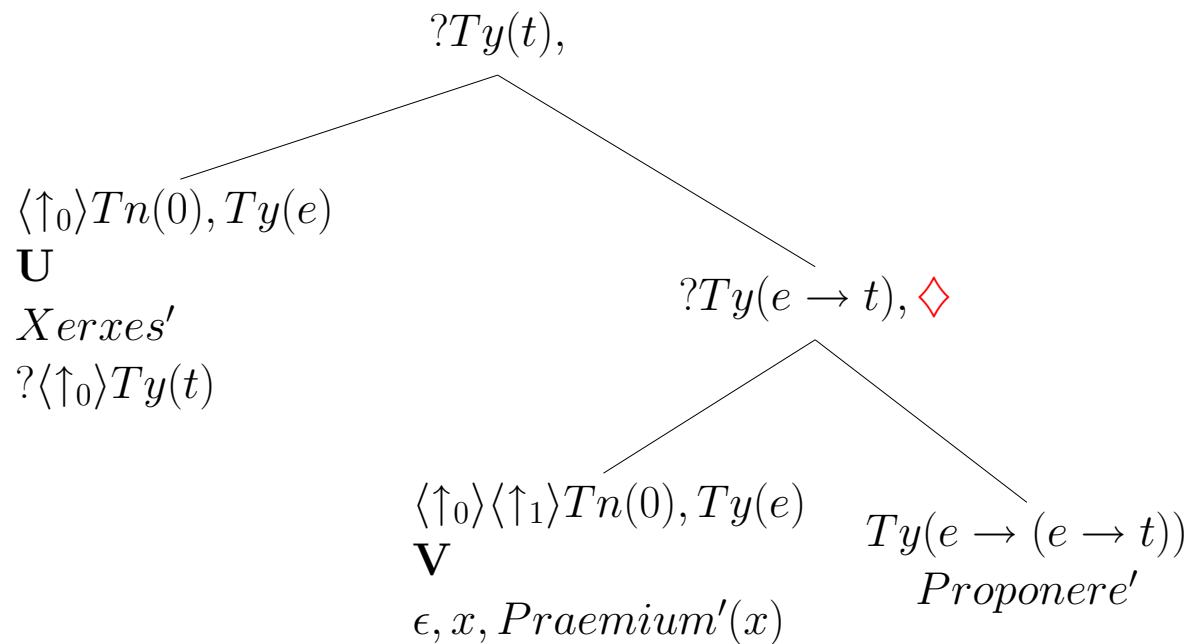 ?Ty(t),
⟨↑₀⟩Tn(0), Ty(e)
U
Xerxes′
?⟨↑₀⟩Ty(t)
?Ty(e → t), ♢
⟨↑₀⟩⟨↑₁⟩Tn(0), Ty(e)
V
ϵ, x, Praemium′(x)
Ty(e → (e → t))
Proponere′